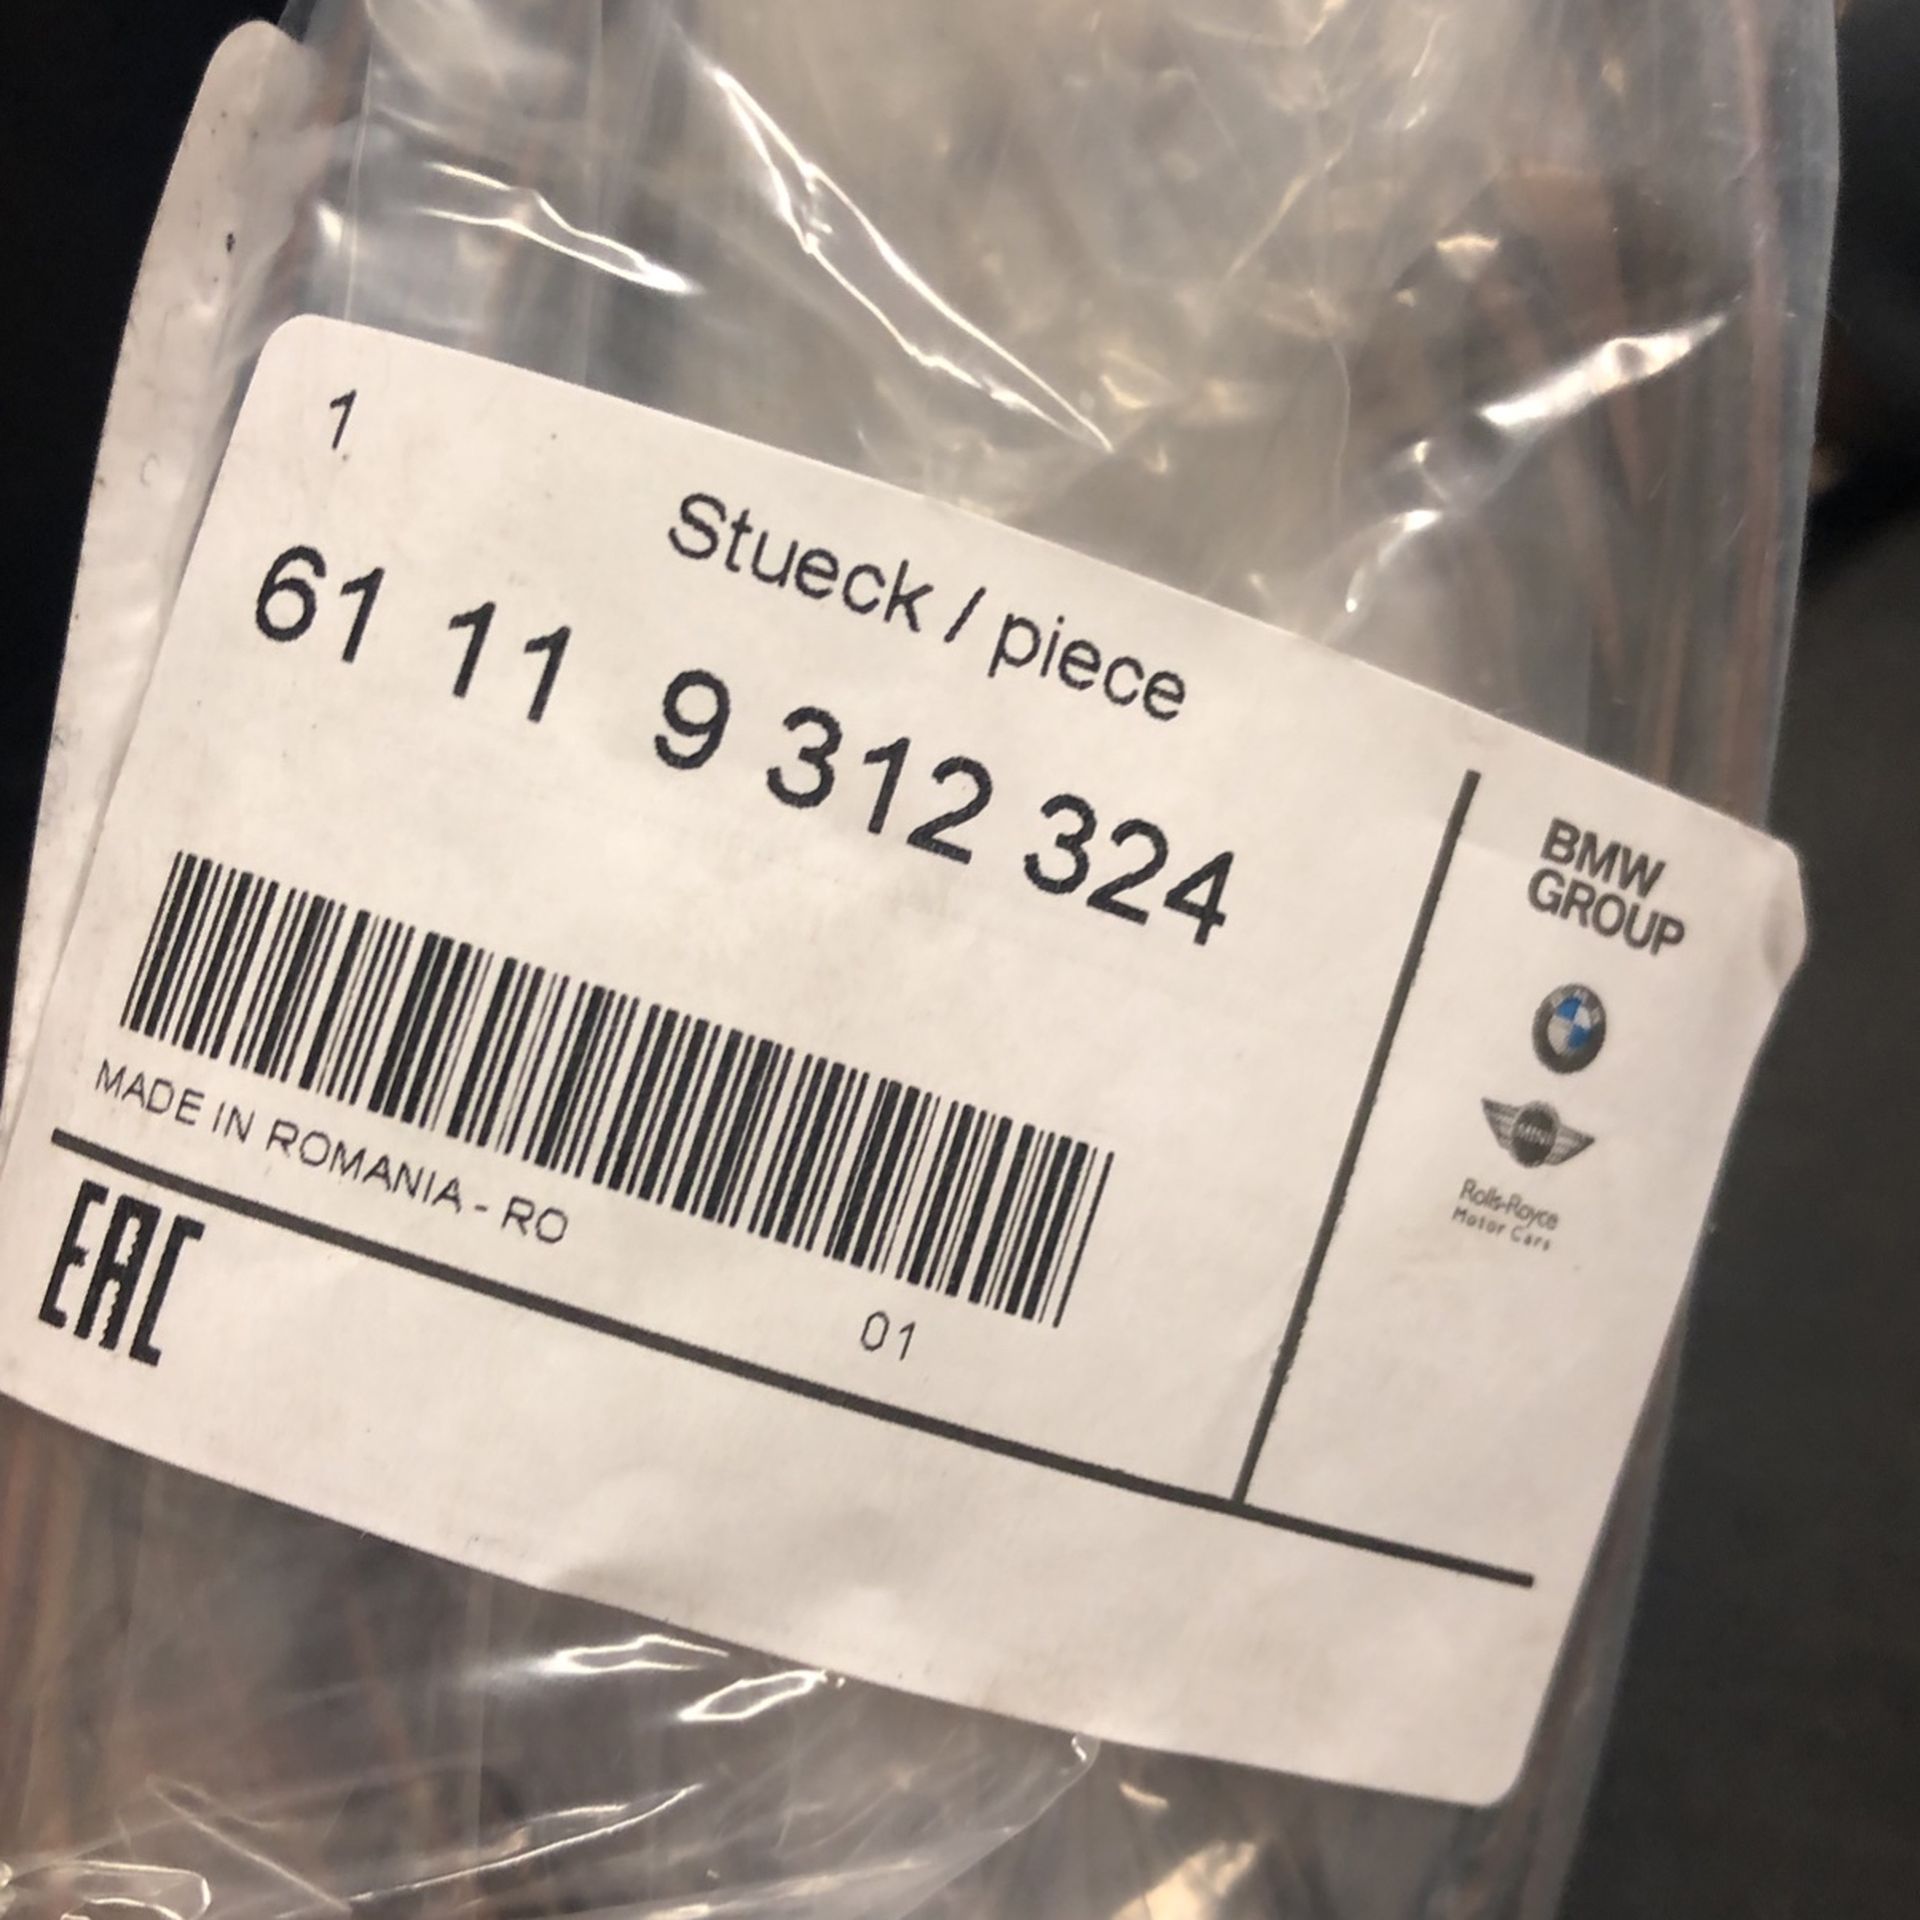 1
Stueck / piece
61 11 9 312 324
MADE IN ROMANIA - RO
01
EAC
BMW
GROUP
MINI
Rolls-Royce
Motor Cars